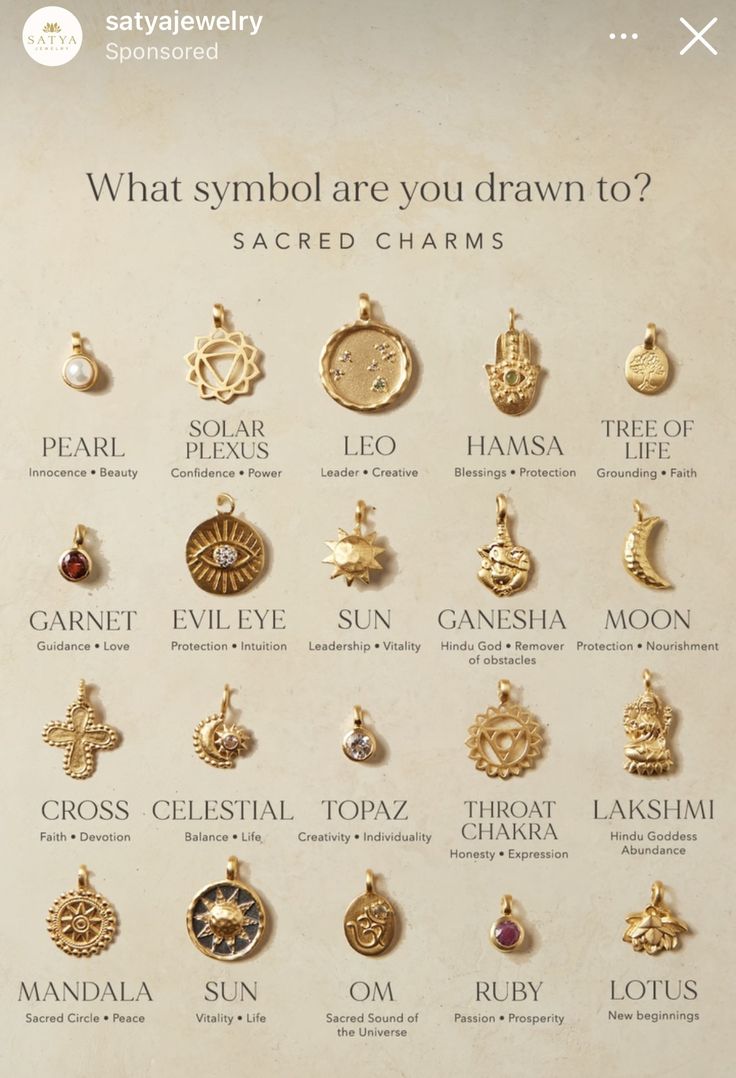 satyajewelry
Sponsored
SATYA
JEWELRY
What symbol are you drawn to?
SACRED CHARMS
PEARL
Innocence • Beauty
SOLAR
PLEXUS
Confidence • Power
LEO
Leader • Creative
HAMSA
Blessings • Protection
TREE OF
LIFE
Grounding • Faith
GARNET
Guidance • Love
EVIL EYE
Protection • Intuition
SUN
Leadership • Vitality
GANESHA
Hindu God • Remover
of obstacles
MOON
Protection • Nourishment
CROSS
Faith • Devotion
CELESTIAL
Balance • Life
TOPAZ
Creativity • Individuality
THROAT
CHAKRA
Honesty • Expression
LAKSHMI
Hindu Goddess
Abundance
MANDALA
Sacred Circle • Peace
SUN
Vitality • Life
OM
Sacred Sound of
the Universe
RUBY
Passion • Prosperity
LOTUS
New beginnings